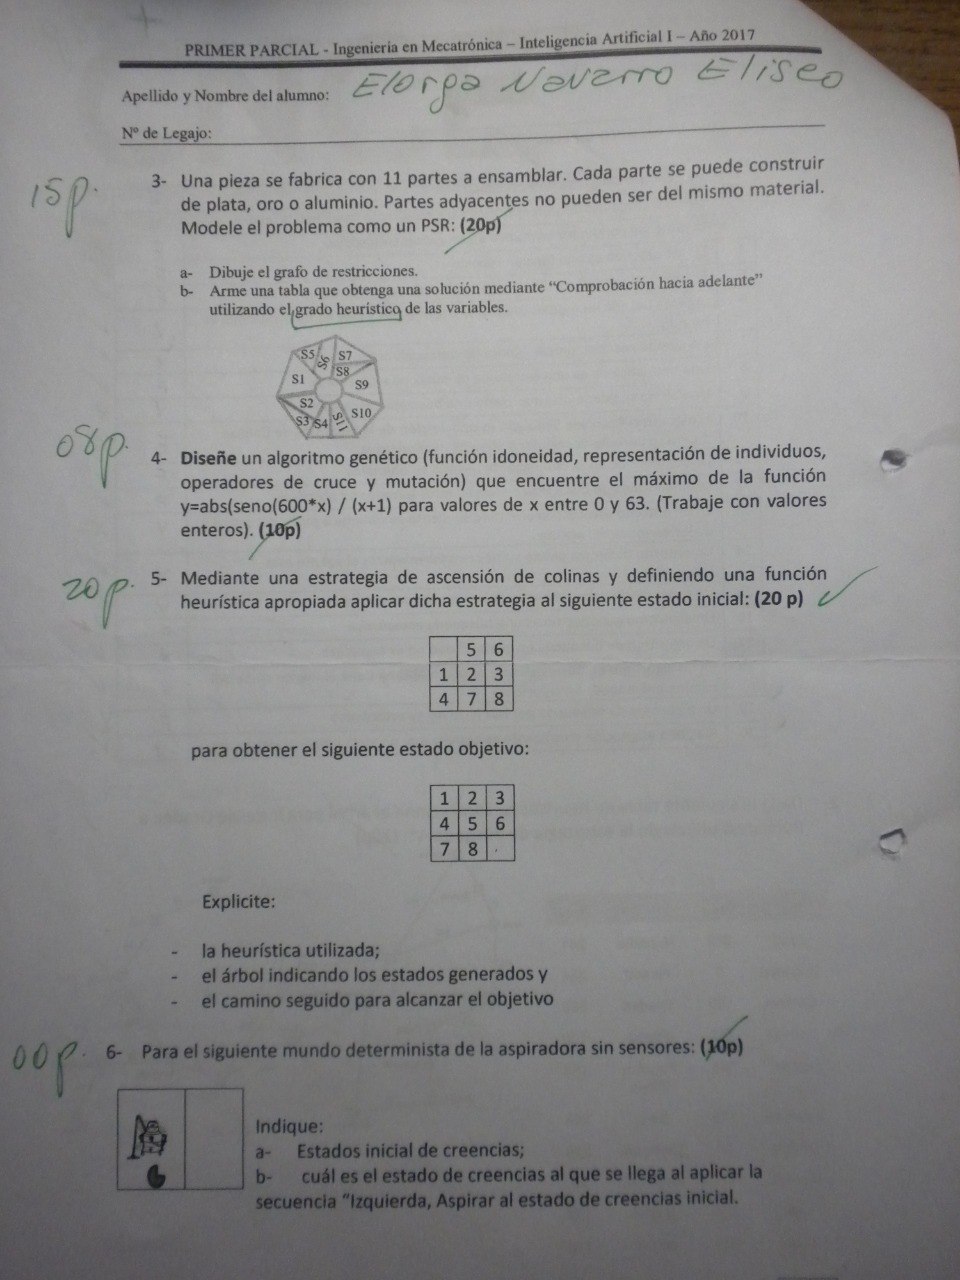 PRIMER PARCIAL - Ingeniería en Mecatrónica – Inteligencia Artificial I – Año 2017
Apellido y Nombre del alumno: Elorga Navarro Eliseo
Nº de Legajo:
15p.
3- Una pieza se fabrica con 11 partes a ensamblar. Cada parte se puede construir
de plata, oro o aluminio. Partes adyacentes no pueden ser del mismo material.
Modele el problema como un PSR: (20p)
a- Dibuje el grafo de restricciones.
b- Arme una tabla que obtenga una solución mediante “Comprobación hacia adelante”
utilizando el grado heurístico de las variables.
S5 S6 S7
S8
S1 S9
S2
S3 S4 S11 S10
08p.
4- Diseñe un algoritmo genético (función idoneidad, representación de individuos,
operadores de cruce y mutación) que encuentre el máximo de la función
y=abs(seno(600*x) / (x+1) para valores de x entre 0 y 63. (Trabaje con valores
enteros). (10p)
20p.
5- Mediante una estrategia de ascensión de colinas y definiendo una función
heurística apropiada aplicar dicha estrategia al siguiente estado inicial: (20 p)
5 6
1 2 3
4 7 8
para obtener el siguiente estado objetivo:
1 2 3
4 5 6
7 8
Explicite:
- la heurística utilizada;
- el árbol indicando los estados generados y
- el camino seguido para alcanzar el objetivo
00p.
6- Para el siguiente mundo determinista de la aspiradora sin sensores: (10p)
Indique:
a- Estados inicial de creencias;
b- cuál es el estado de creencias al que se llega al aplicar la
secuencia “Izquierda, Aspirar al estado de creencias inicial.